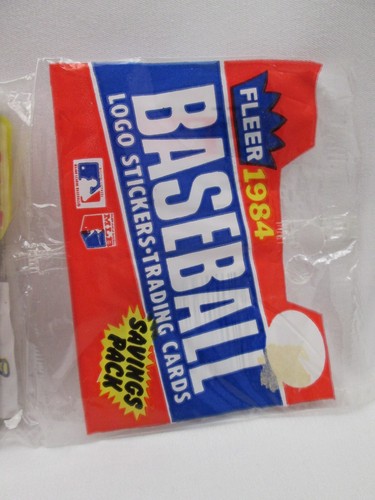 FLEER 1984
BASEBALL
LOGO STICKERS·TRADING CARDS
SAVINGS
PACK